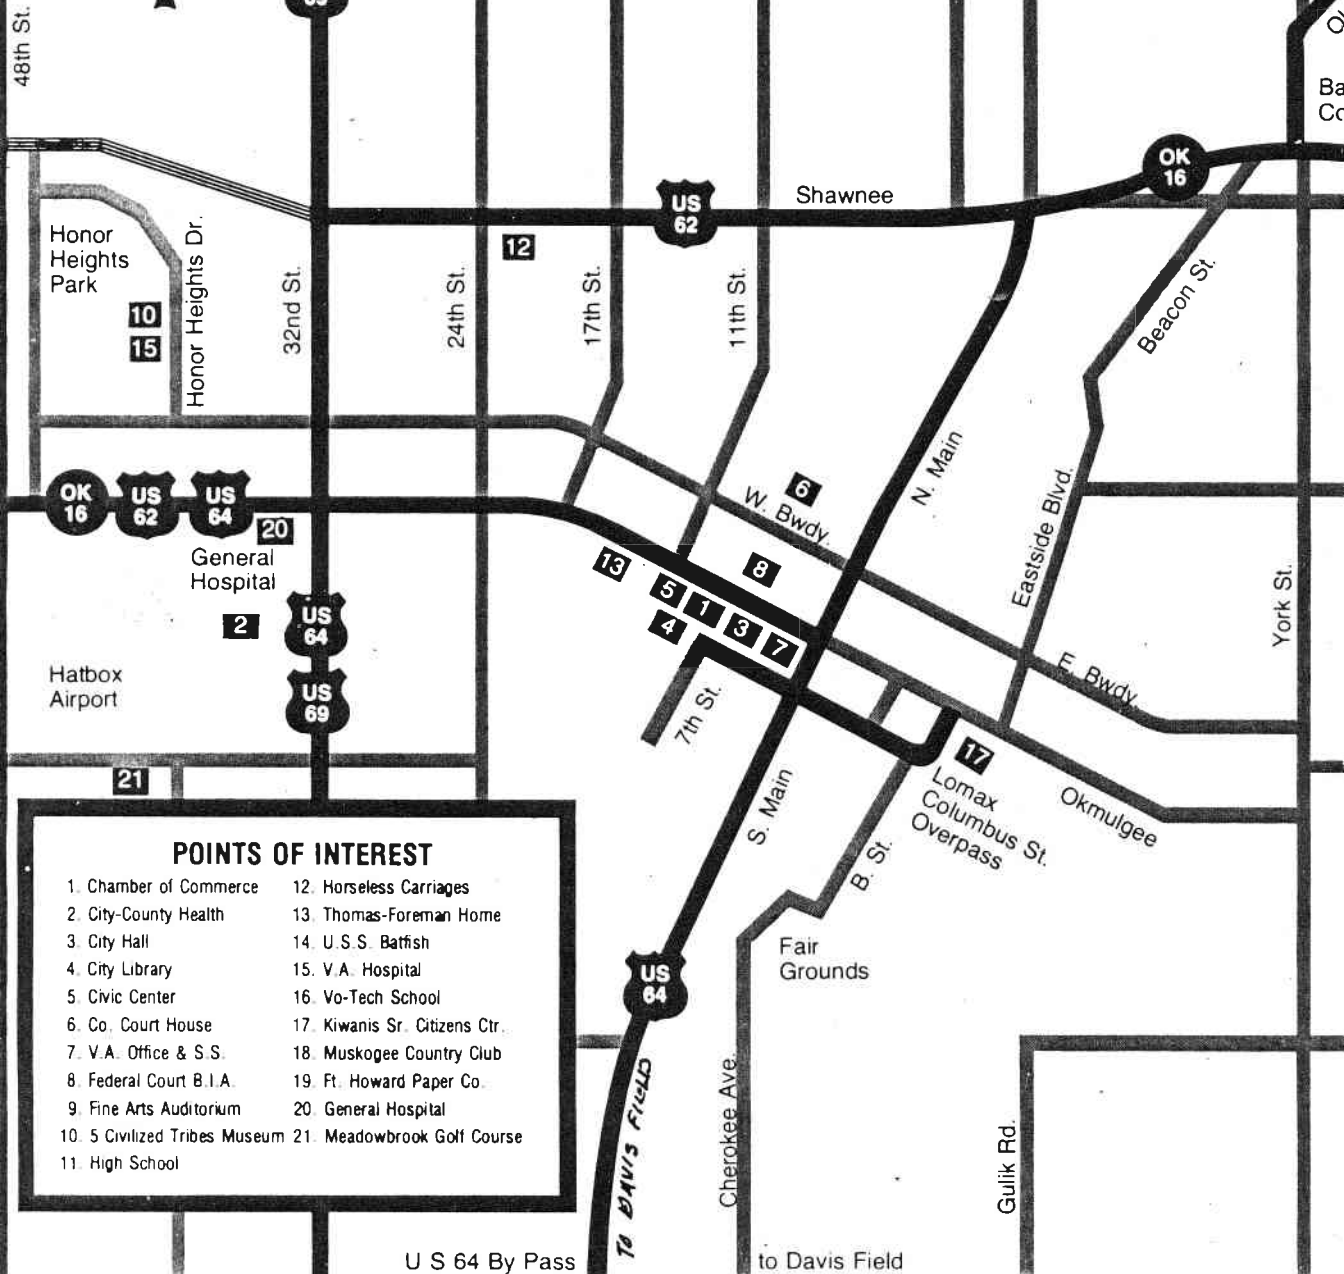 48th St.
Shawnee
US
62
OK
16
12
Honor
Heights
Park
10
15
Honor Heights Dr.
32nd St.
24th St.
17th St.
11th St.
Beacon St.
N. Main
Eastside Blvd.
York St.
W. Bwdy.
E. Bwdy.
6
8
OK
16
US
62
US
64
20
General
Hospital
2
US
64
US
69
Hatbox
Airport
21
13
5
1
3
7
4
7th St.
S. Main
17
Lomax
Columbus St.
Overpass
Okmulgee
B. St.
Fair
Grounds
US
64
Cherokee Ave.
Gulik Rd.
TO DAVIS FIELD
U S 64 By Pass
to Davis Field
POINTS OF INTEREST
1. Chamber of Commerce
2. City-County Health
3. City Hall
4. City Library
5. Civic Center
6. Co. Court House
7. V.A. Office & S.S.
8. Federal Court B.I.A.
9. Fine Arts Auditorium
10. 5 Civilized Tribes Museum
11. High School
12. Horseless Carriages
13. Thomas-Foreman Home
14. U.S.S. Batfish
15. V.A. Hospital
16. Vo-Tech School
17. Kiwanis Sr. Citizens Ctr.
18. Muskogee Country Club
19. Ft. Howard Paper Co.
20. General Hospital
21. Meadowbrook Golf Course